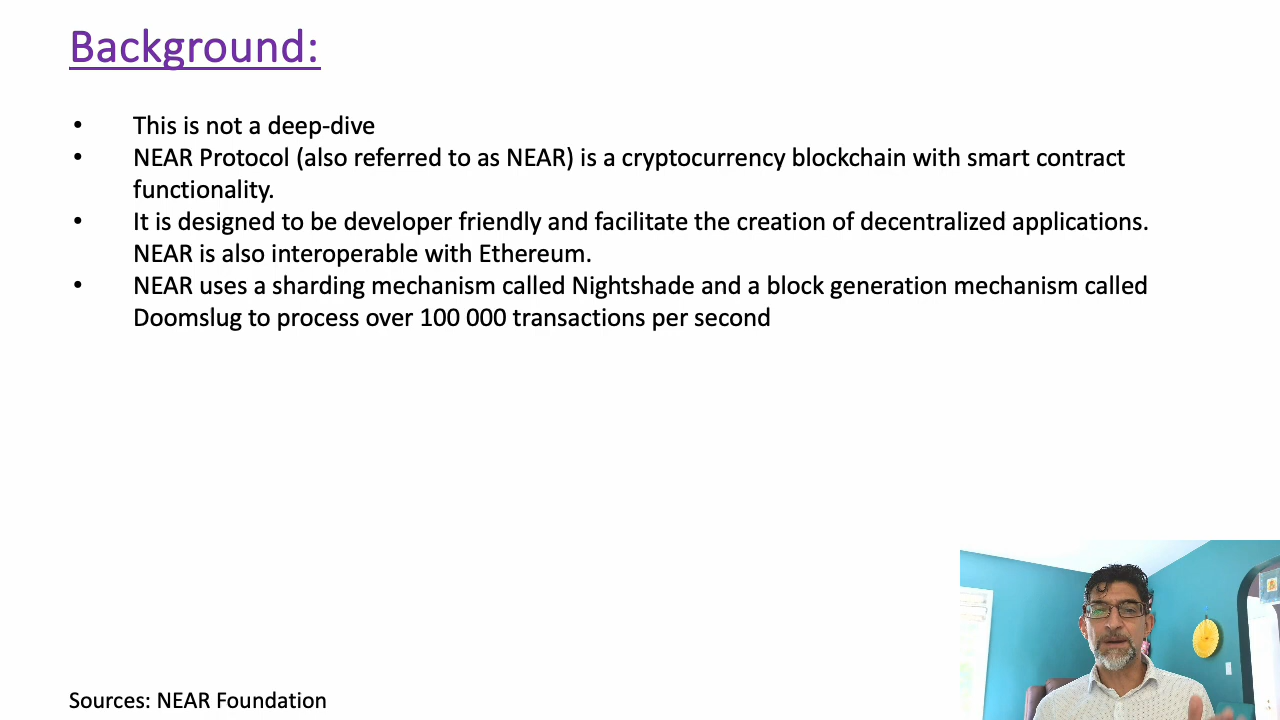 Background:
• This is not a deep-dive
• NEAR Protocol (also referred to as NEAR) is a cryptocurrency blockchain with smart contract
functionality.
• It is designed to be developer friendly and facilitate the creation of decentralized applications.
NEAR is also interoperable with Ethereum.
• NEAR uses a sharding mechanism called Nightshade and a block generation mechanism called
Doomslug to process over 100 000 transactions per second
Sources: NEAR Foundation